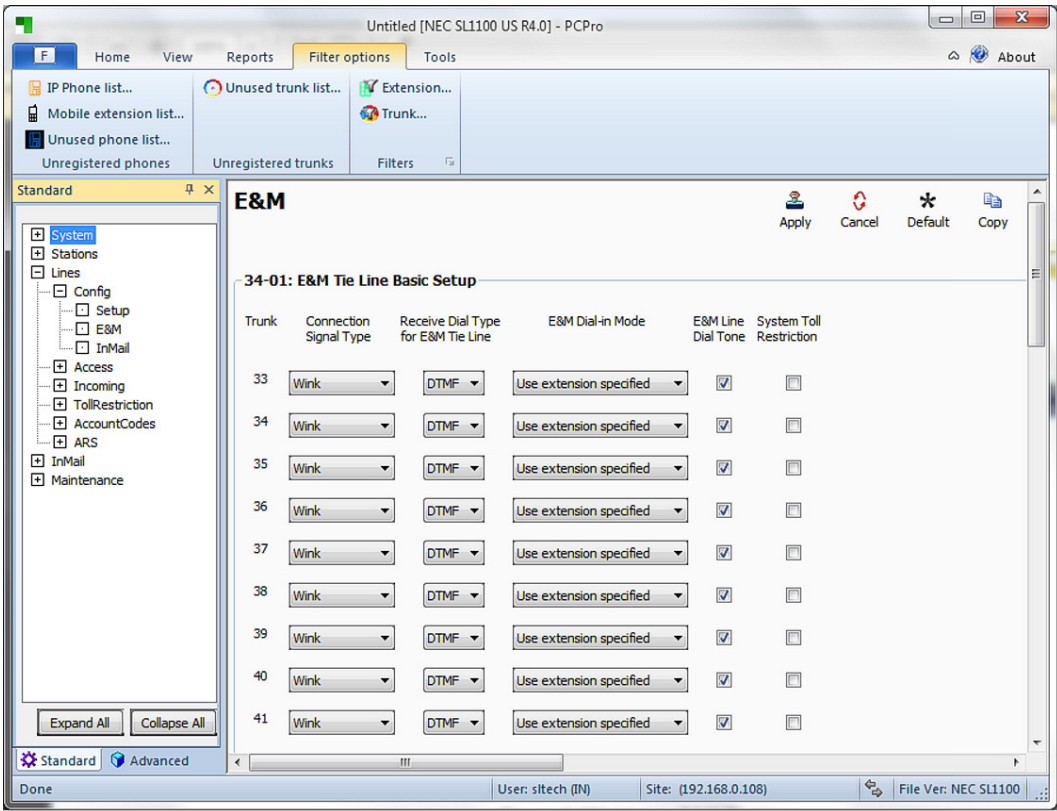 Untitled [NEC SL1100 US R4.0] - PCPro
F Home View Reports Filter options Tools About
IP Phone list...
Mobile extension list...
Unused phone list...
Unregistered phones
Unused trunk list...
Unregistered trunks
Extension...
Trunk...
Filters
Standard
System
Stations
Lines
Config
Setup
E&M
InMail
Access
Incoming
TollRestriction
AccountCodes
ARS
InMail
Maintenance
Expand All Collapse All
Standard Advanced
E&M
Apply Cancel Default Copy
34-01: E&M Tie Line Basic Setup
Trunk Connection Signal Type Receive Dial Type for E&M Tie Line E&M Dial-in Mode E&M Line Dial Tone System Toll Restriction
33 Wink DTMF Use extension specified
34 Wink DTMF Use extension specified
35 Wink DTMF Use extension specified
36 Wink DTMF Use extension specified
37 Wink DTMF Use extension specified
38 Wink DTMF Use extension specified
39 Wink DTMF Use extension specified
40 Wink DTMF Use extension specified
41 Wink DTMF Use extension specified
Done User: sltech (IN) Site: (192.168.0.108) File Ver: NEC SL1100